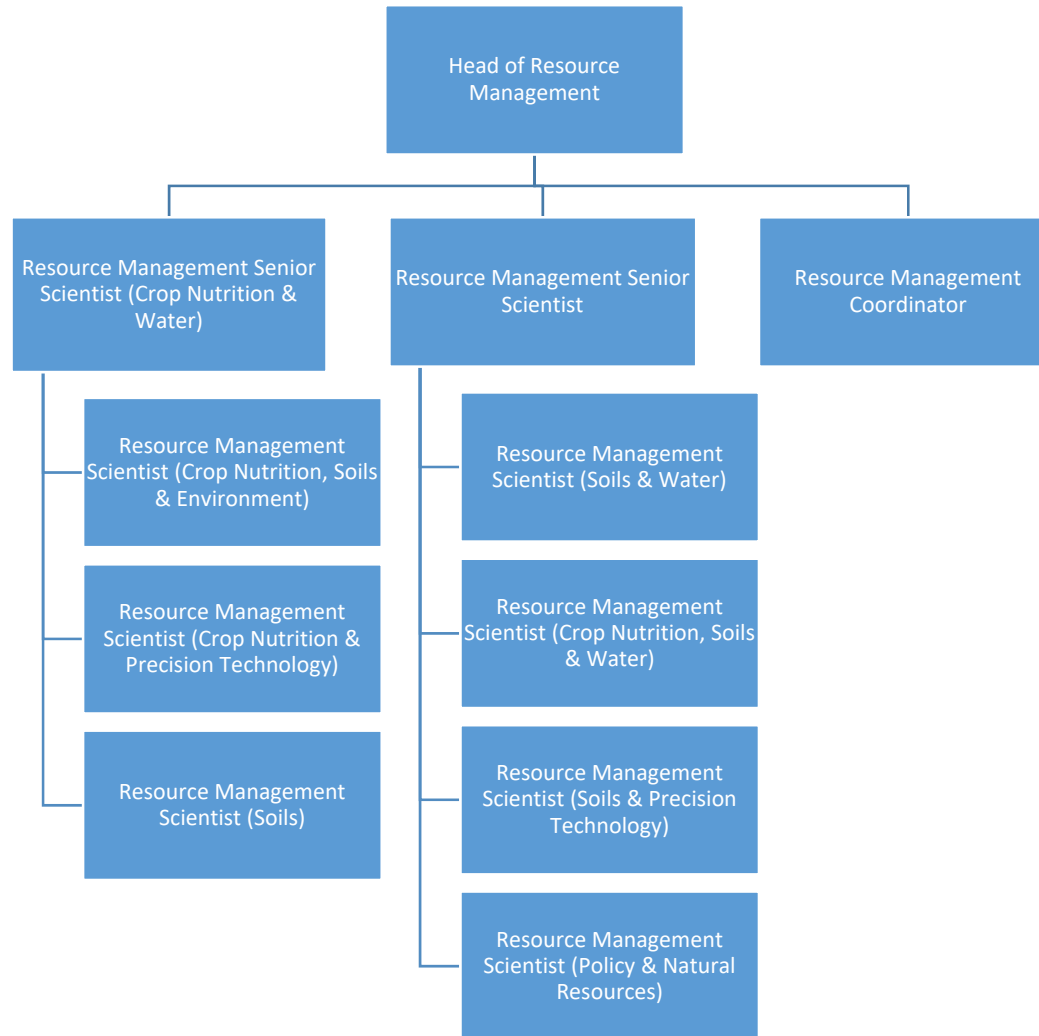 Head of Resource
Management
Resource Management Senior
Scientist (Crop Nutrition &
Water)
Resource Management Senior
Scientist
Resource Management
Coordinator
Resource Management
Scientist (Crop Nutrition, Soils
& Environment)
Resource Management
Scientist (Crop Nutrition &
Precision Technology)
Resource Management
Scientist (Soils)
Resource Management
Scientist (Soils & Water)
Resource Management
Scientist (Crop Nutrition, Soils
& Water)
Resource Management
Scientist (Soils & Precision
Technology)
Resource Management
Scientist (Policy & Natural
Resources)